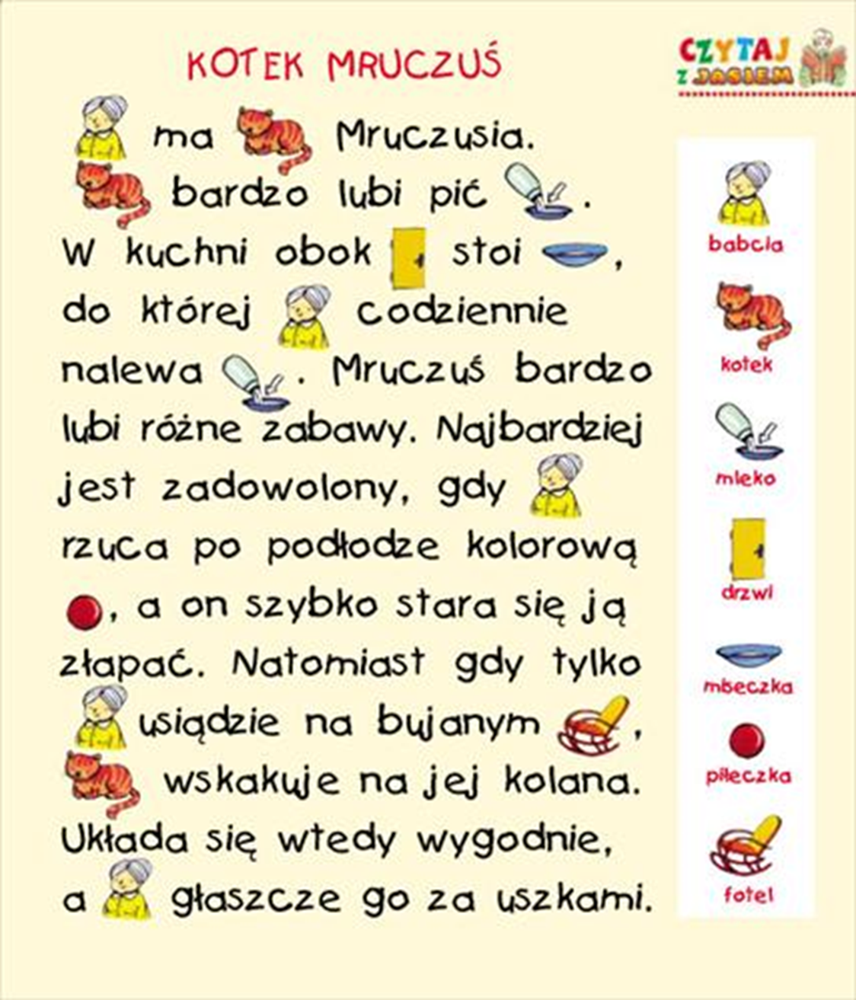 KOTEK MRUCZUŚ
CZYTAJ
Z JASIEM
ma Mruczusia.
bardzo lubi pić .
W kuchni obok stoi ,
do której codziennie
nalewa . Mruczuś bardzo
lubi różne zabawy. Najbardziej
jest zadowolony, gdy
rzuca po podłodze kolorową
, a on szybko stara się ją
złapać. Natomiast gdy tylko
usiądzie na bujanym ,
wskakuje na jej kolana.
Układa się wtedy wygodnie,
a głaszcze go za uszkami.
babcia
kotek
mleko
drzwi
miseczka
piłeczka
fotel